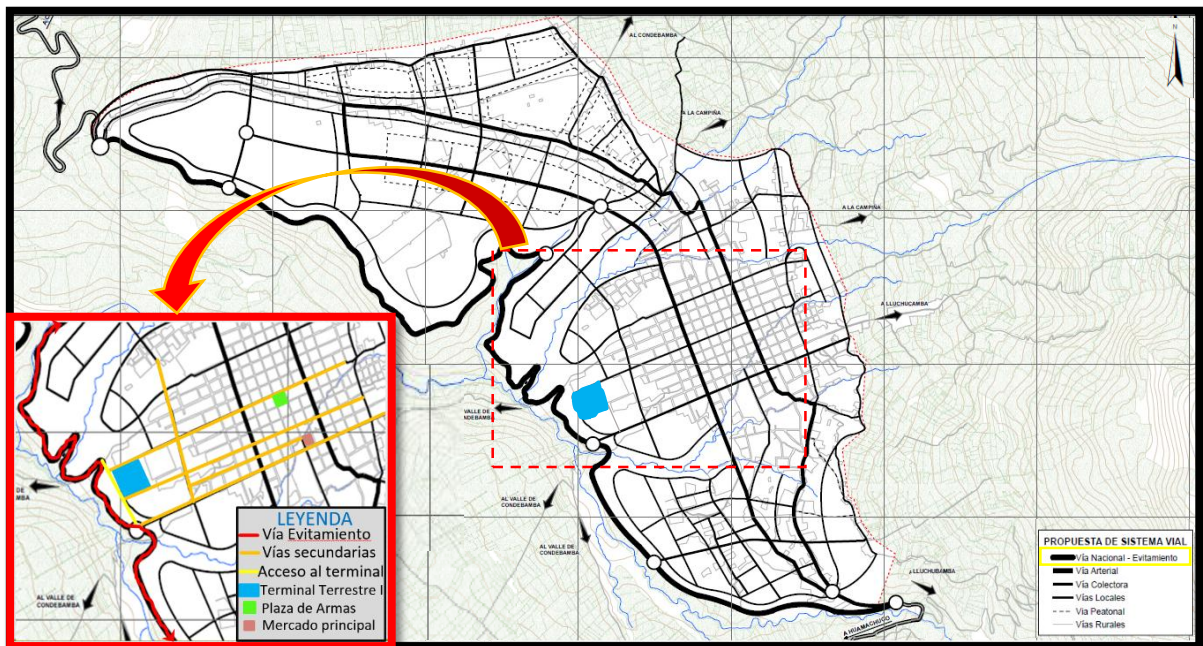 AL CONDEBAMBA
N
A LA CAMPIÑA
A LA CAMPIÑA
A LLUCHUCAMBA
VALLE DE
NDEBAMBA
AL VALLE DE
CONDEBAMBA
AL VALLE DE
CONDEBAMBA
LLUCHUBAMBA
A HUAMACHUCO
DE
MBA
AL VALLE DE
CONDEBAMBA
LEYENDA
Vía Evitamiento
Vías secundarias
Acceso al terminal
Terminal Terrestre I
Plaza de Armas
Mercado principal
PROPUESTA DE SISTEMA VIAL
Vía Nacional - Evitamiento
Vía Arterial
Vía Colectora
Vías Locales
Via Peatonal
Vías Rurales